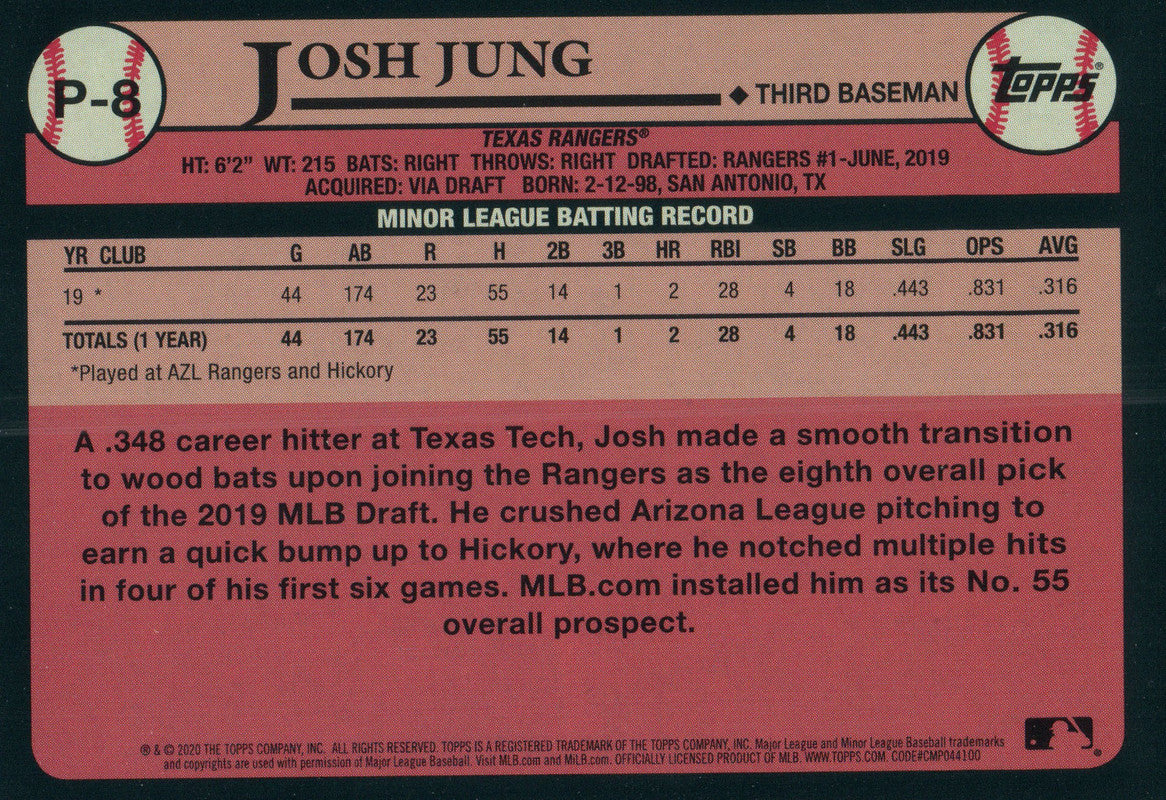 P-8
JOSH JUNG
◆ THIRD BASEMAN
TOPPS®
TEXAS RANGERS®
HT: 6'2" WT: 215 BATS: RIGHT THROWS: RIGHT DRAFTED: RANGERS #1-JUNE, 2019
ACQUIRED: VIA DRAFT BORN: 2-12-98, SAN ANTONIO, TX
MINOR LEAGUE BATTING RECORD
YR CLUB G AB R H 2B 3B HR RBI SB BB SLG OPS AVG
19 * 44 174 23 55 14 1 2 28 4 18 .443 .831 .316
TOTALS (1 YEAR) 44 174 23 55 14 1 2 28 4 18 .443 .831 .316
*Played at AZL Rangers and Hickory
A .348 career hitter at Texas Tech, Josh made a smooth transition
to wood bats upon joining the Rangers as the eighth overall pick
of the 2019 MLB Draft. He crushed Arizona League pitching to
earn a quick bump up to Hickory, where he notched multiple hits
in four of his first six games. MLB.com installed him as its No. 55
overall prospect.
® & © 2020 THE TOPPS COMPANY, INC. ALL RIGHTS RESERVED. TOPPS IS A REGISTERED TRADEMARK OF THE TOPPS COMPANY, INC. Major League and Minor League Baseball trademarks
and copyrights are used with permission of Major League Baseball. Visit MLB.com and MiLB.com. OFFICIALLY LICENSED PRODUCT OF MLB. WWW.TOPPS.COM. CODE#CMP044100
®